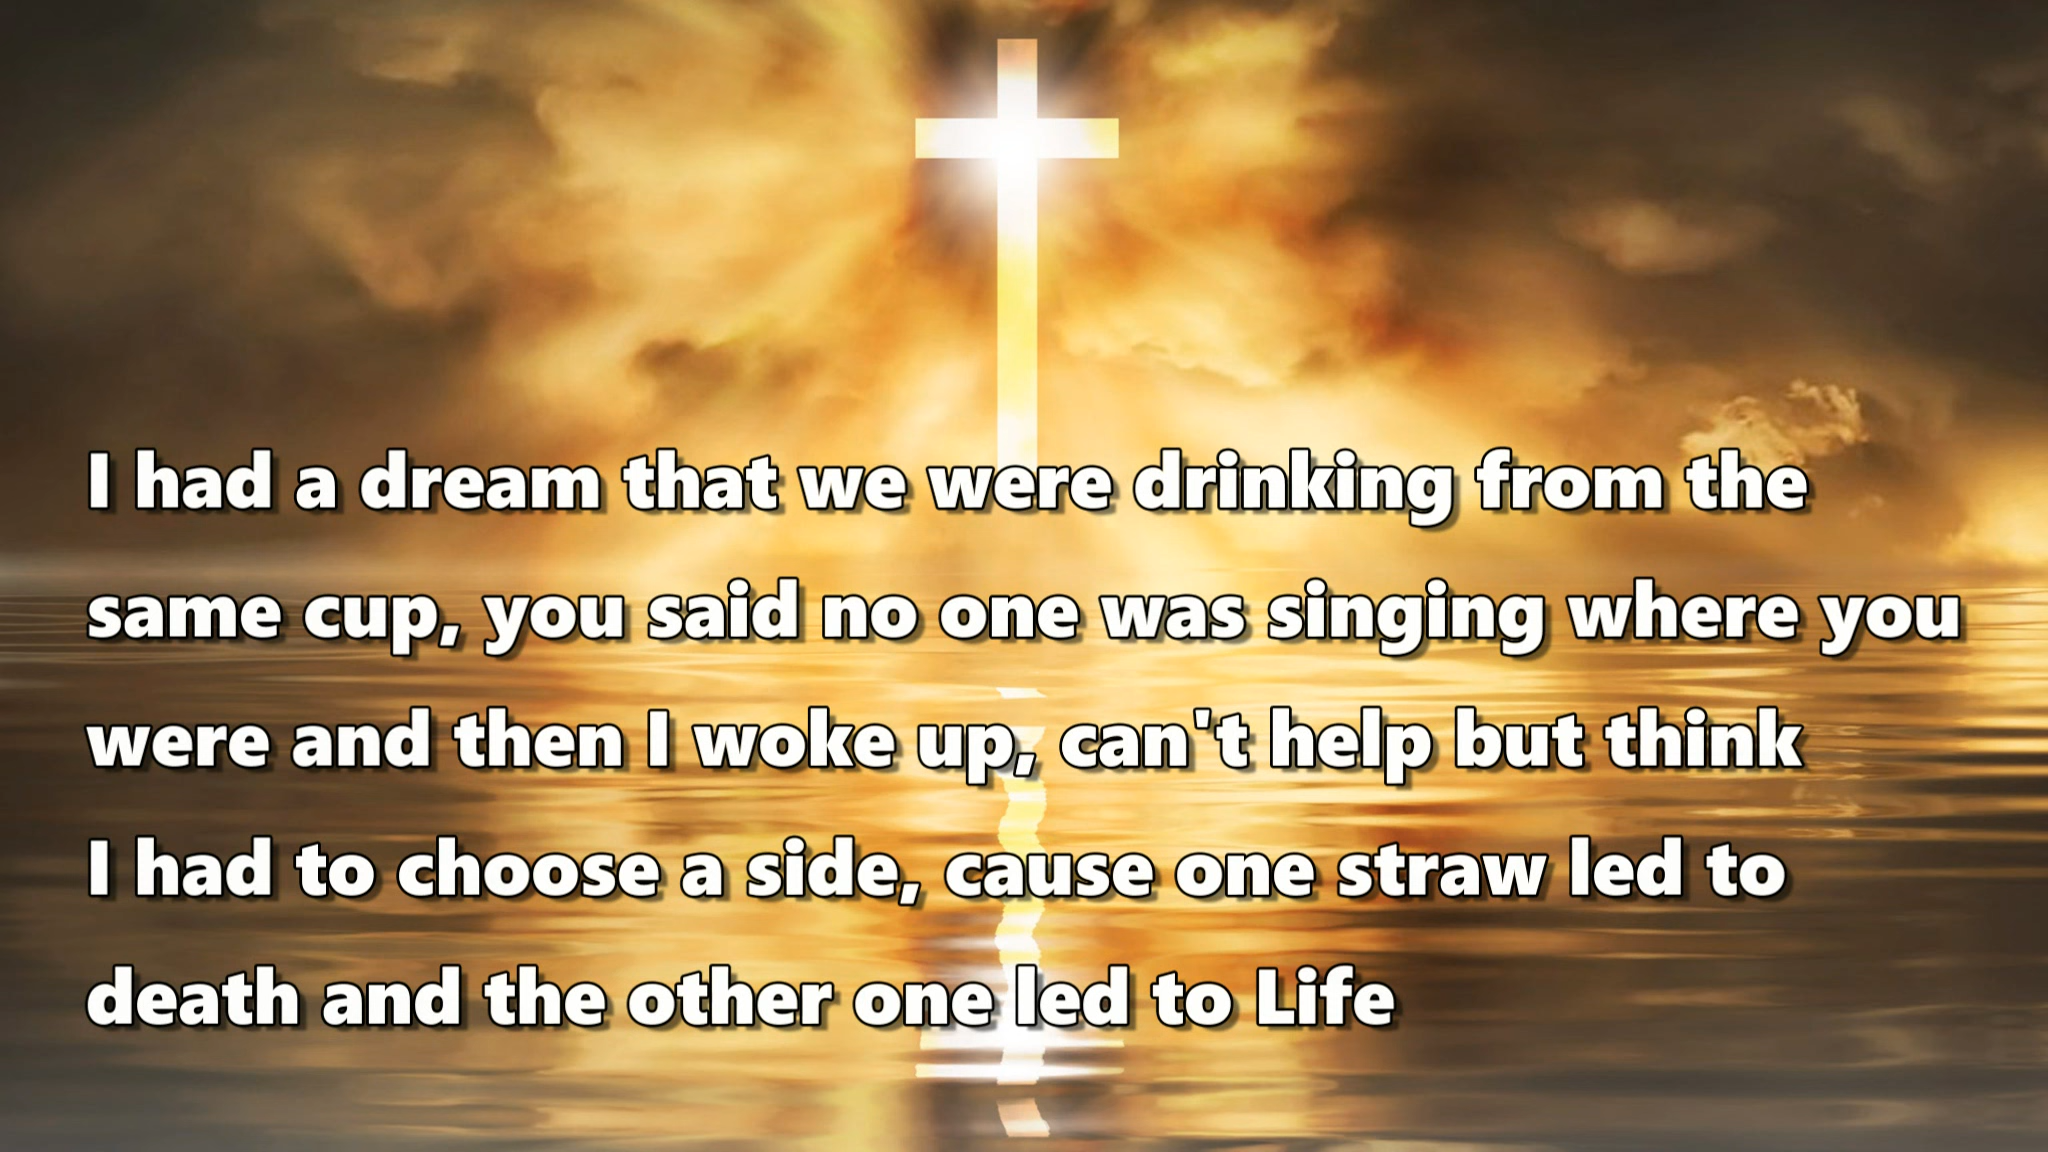 I had a dream that we were drinking from the
same cup, you said no one was singing where you
were and then I woke up, can't help but think
I had to choose a side, cause one straw led to
death and the other one led to Life